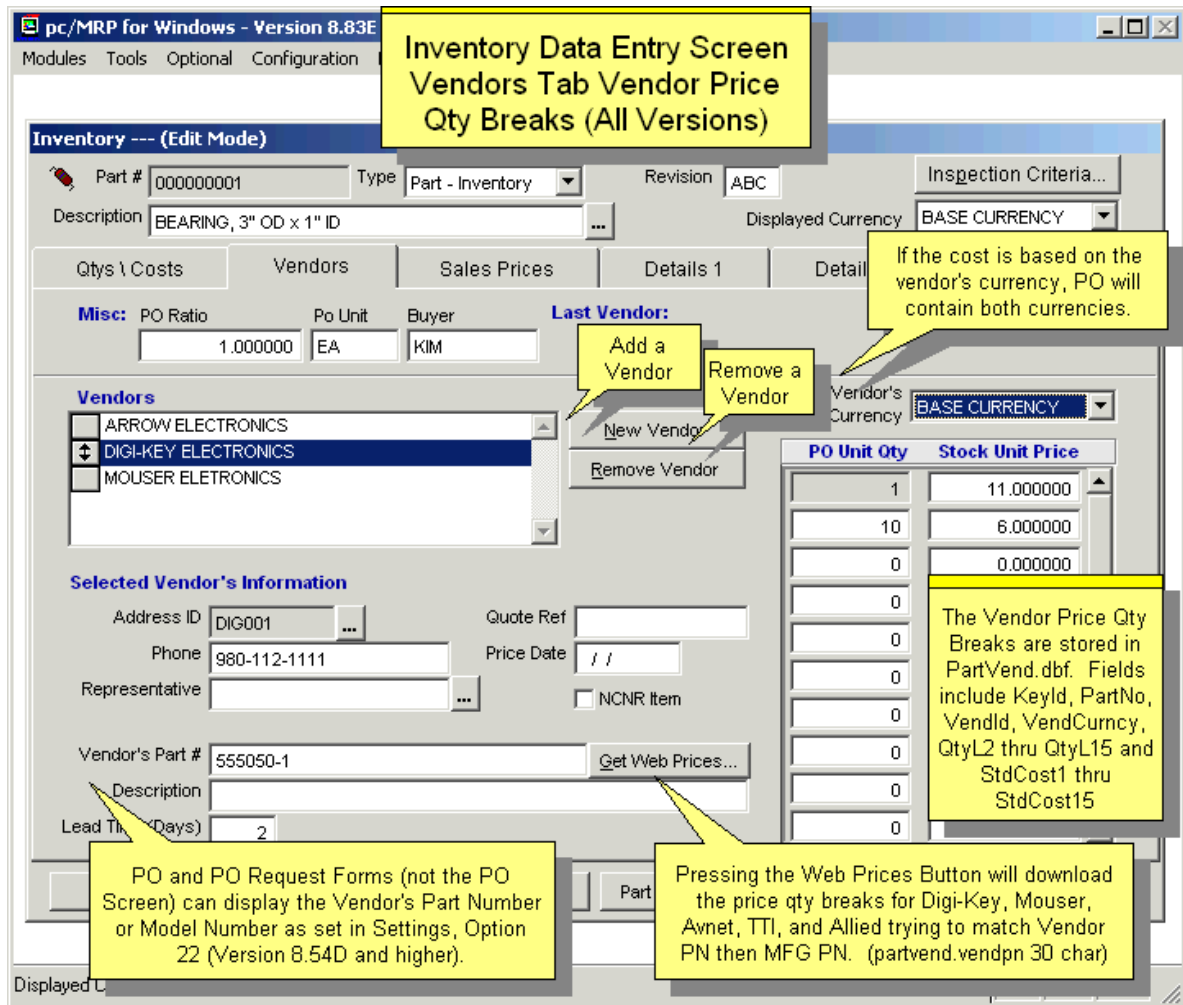 pc/MRP for Windows - Version 8.83E
Modules Tools Optional Configuration
Inventory Data Entry Screen
Vendors Tab Vendor Price
Qty Breaks (All Versions)
Inventory --- (Edit Mode)
Part # 000000001 Type Part - Inventory Revision ABC Inspection Criteria...
Description BEARING, 3" OD x 1" ID ... Displayed Currency BASE CURRENCY
Qtys \ Costs Vendors Sales Prices Details 1 Detail
If the cost is based on the
vendor's currency, PO will
contain both currencies.
Misc: PO Ratio Po Unit Buyer Last Vendor:
1.000000 EA KIM
Add a
Vendor
Remove a
Vendor
Vendors
ARROW ELECTRONICS
DIGI-KEY ELECTRONICS
MOUSER ELETRONICS
New Vendor
Remove Vendor
Vendor's
Currency BASE CURRENCY
PO Unit Qty Stock Unit Price
1 11.000000
10 6.000000
0 0.000000
0
0
0
0
0
0
0
The Vendor Price Qty
Breaks are stored in
PartVend.dbf. Fields
include KeyId, PartNo,
VendId, VendCurncy,
QtyL2 thru QtyL15 and
StdCost1 thru
StdCost15
Selected Vendor's Information
Address ID DIG001 ... Quote Ref
Phone 980-112-1111 Price Date / /
Representative ... NCNR Item
Vendor's Part # 555050-1 Get Web Prices...
Description
Lead Time (Days) 2
PO and PO Request Forms (not the PO
Screen) can display the Vendor's Part Number
or Model Number as set in Settings, Option
22 (Version 8.54D and higher).
Part
Pressing the Web Prices Button will download
the price qty breaks for Digi-Key, Mouser,
Avnet, TTI, and Allied trying to match Vendor
PN then MFG PN. (partvend.vendpn 30 char)
Displayed